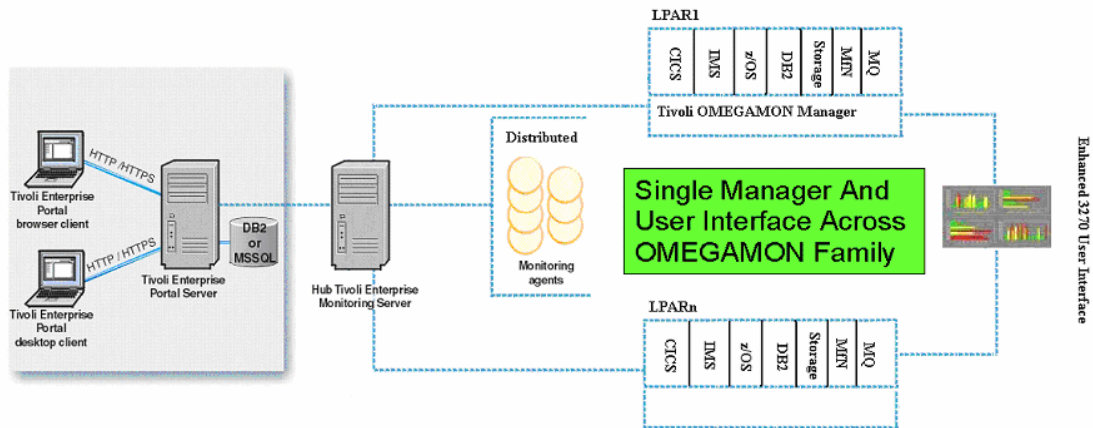 LPAR1
CICS
IMS
z/OS
DB2
Storage
MfN
MQ
Tivoli OMEGAMON Manager
HTTP /HTTPS
Tivoli Enterprise
Portal
browser client
HTTP / HTTPS
Tivoli Enterprise
Portal
desktop client
DB2
or
MSSQL
Tivoli Enterprise
Portal Server
Hub Tivoli Enterprise
Monitoring Server
Distributed
Monitoring
agents
Single Manager And
User Interface Across
OMEGAMON Family
Enhanced 3270 User Interface
LPARn
CICS
IMS
z/OS
DB2
Storage
MfN
MQ